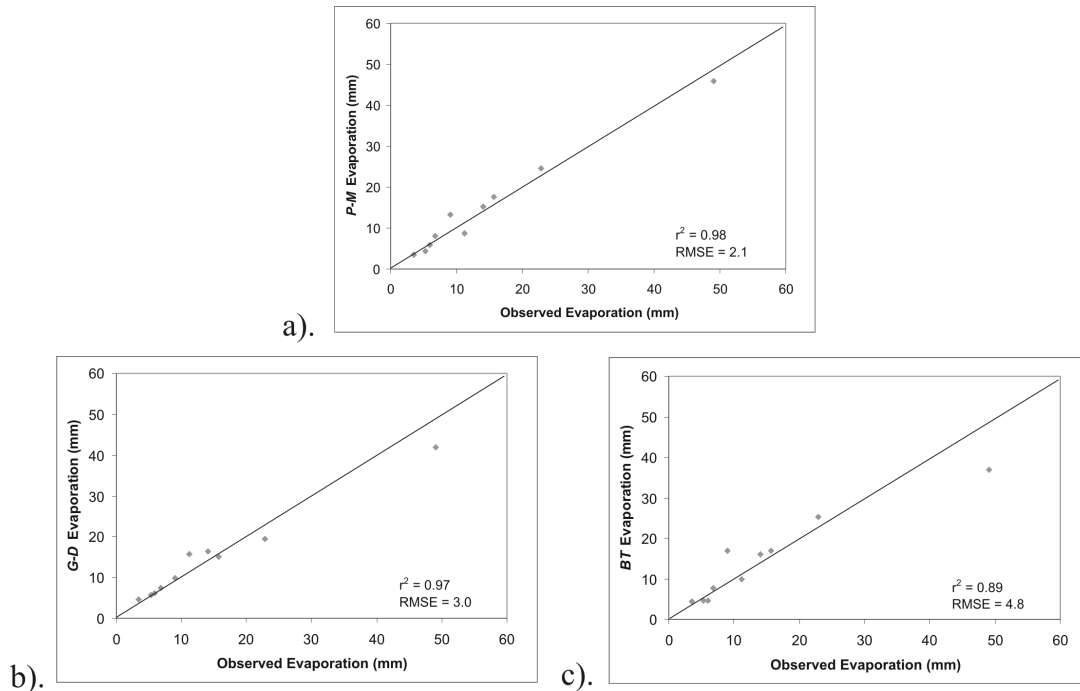 60
50
40
30
20
10
0
P-M Evaporation (mm)
r² = 0.98
RMSE = 2.1
0 10 20 30 40 50 60
Observed Evaporation (mm)
a).
60
50
40
30
20
10
0
G-D Evaporation (mm)
r² = 0.97
RMSE = 3.0
0 10 20 30 40 50 60
Observed Evaporation (mm)
b).
60
50
40
30
20
10
0
BT Evaporation (mm)
r² = 0.89
RMSE = 4.8
0 10 20 30 40 50 60
Observed Evaporation (mm)
c).